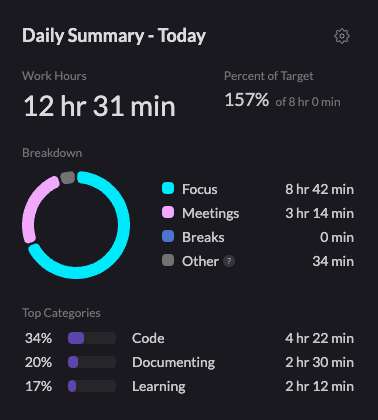 Daily Summary - Today
Work Hours
Percent of Target
12 hr 31 min
157% of 8 hr 0 min
Breakdown
Focus 8 hr 42 min
Meetings 3 hr 14 min
Breaks 0 min
Other ? 34 min
Top Categories
34% Code 4 hr 22 min
20% Documenting 2 hr 30 min
17% Learning 2 hr 12 min